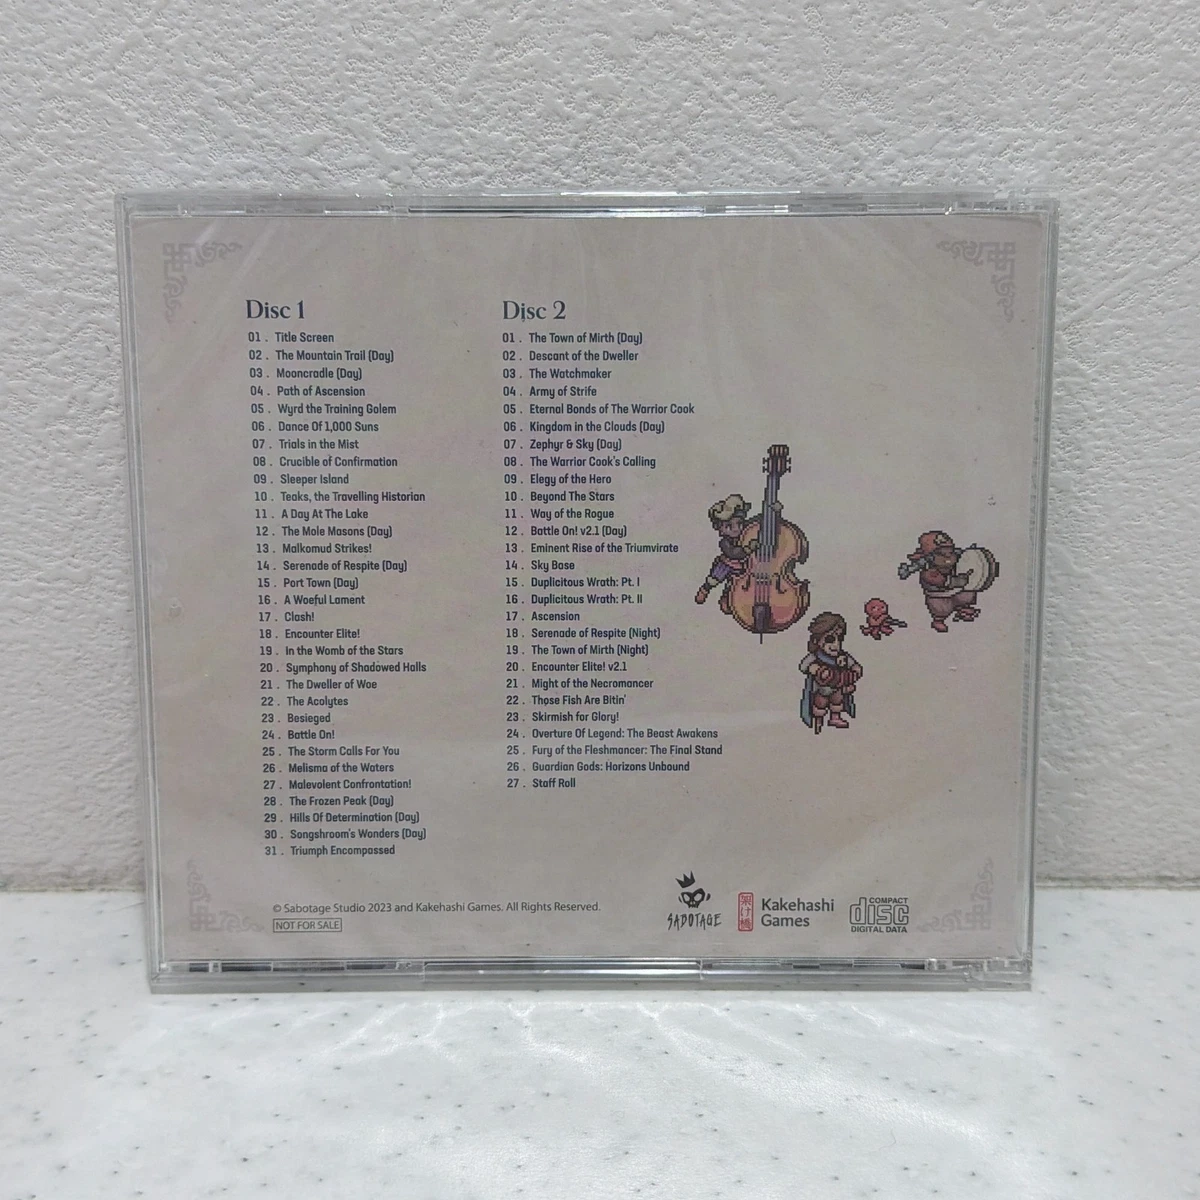 Disc 1
01 . Title Screen
02 . The Mountain Trail (Day)
03 . Mooncradle (Day)
04 . Path of Ascension
05 . Wyrd the Training Golem
06 . Dance Of 1,000 Suns
07 . Trials in the Mist
08 . Crucible of Confirmation
09 . Sleeper Island
10 . Teaks, the Travelling Historian
11 . A Day At The Lake
12 . The Mole Masons (Day)
13 . Malkomud Strikes!
14 . Serenade of Respite (Day)
15 . Port Town (Day)
16 . A Woeful Lament
17 . Clash!
18 . Encounter Elite!
19 . In the Womb of the Stars
20 . Symphony of Shadowed Halls
21 . The Dweller of Woe
22 . The Acolytes
23 . Besieged
24 . Battle On!
25 . The Storm Calls For You
26 . Melisma of the Waters
27 . Malevolent Confrontation!
28 . The Frozen Peak (Day)
29 . Hills Of Determination (Day)
30 . Songshroom's Wonders (Day)
31 . Triumph Encompassed
Disc 2
01 . The Town of Mirth (Day)
02 . Descant of the Dweller
03 . The Watchmaker
04 . Army of Strife
05 . Eternal Bonds of The Warrior Cook
06 . Kingdom in the Clouds (Day)
07 . Zephyr & Sky (Day)
08 . The Warrior Cook's Calling
09 . Elegy of the Hero
10 . Beyond The Stars
11 . Way of the Rogue
12 . Battle On! v2.1 (Day)
13 . Eminent Rise of the Triumvirate
14 . Sky Base
15 . Duplicitous Wrath: Pt. I
16 . Duplicitous Wrath: Pt. II
17 . Ascension
18 . Serenade of Respite (Night)
19 . The Town of Mirth (Night)
20 . Encounter Elite! v2.1
21 . Might of the Necromancer
22 . Those Fish Are Bitin'
23 . Skirmish for Glory!
24 . Overture Of Legend: The Beast Awakens
25 . Fury of the Fleshmancer: The Final Stand
26 . Guardian Gods: Horizons Unbound
27 . Staff Roll
© Sabotage Studio 2023 and Kakehashi Games. All Rights Reserved.
NOT FOR SALE
SABOTAGE
架け橋
Kakehashi
Games
COMPACT
disc
DIGITAL DATA